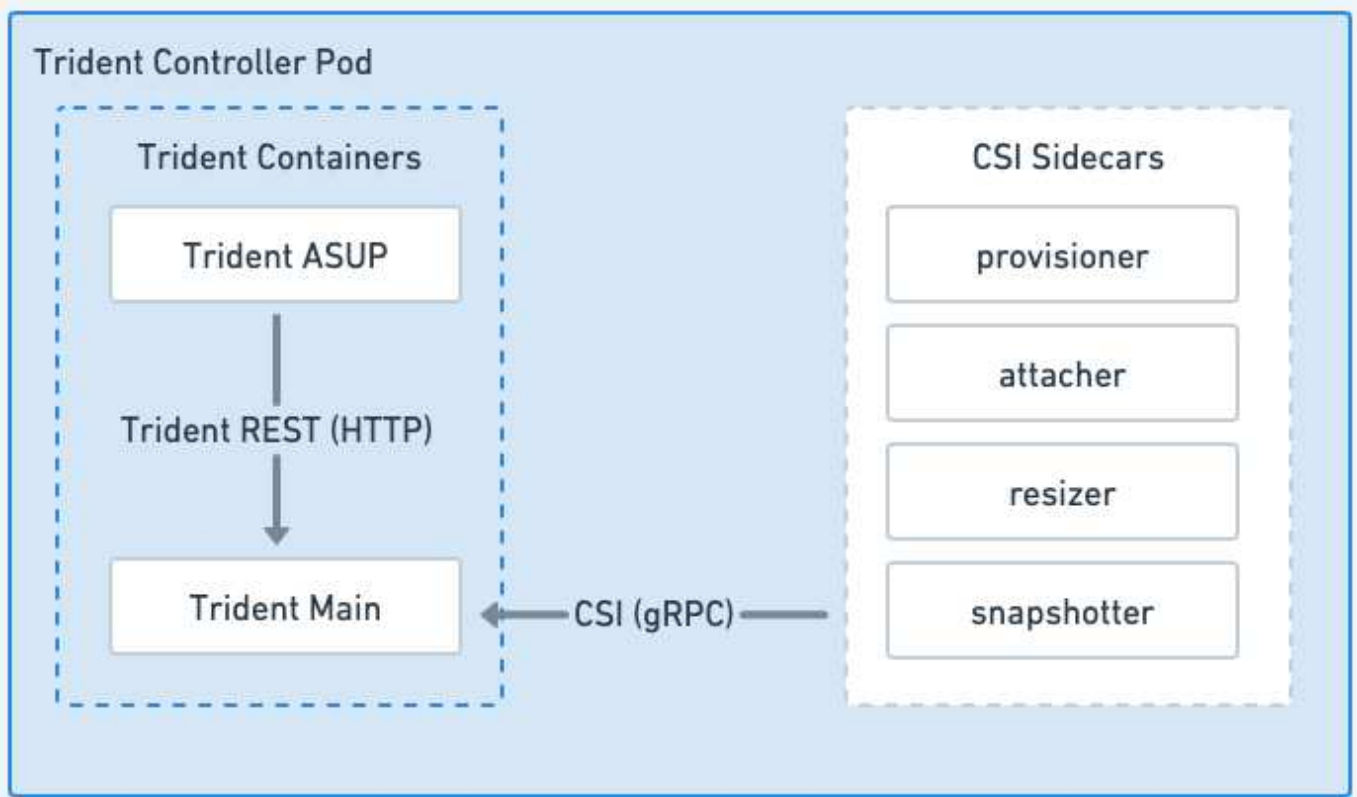 Trident Controller Pod
Trident Containers
Trident ASUP
Trident REST (HTTP)
Trident Main
CSI (gRPC)
CSI Sidecars
provisioner
attacher
resizer
snapshotter